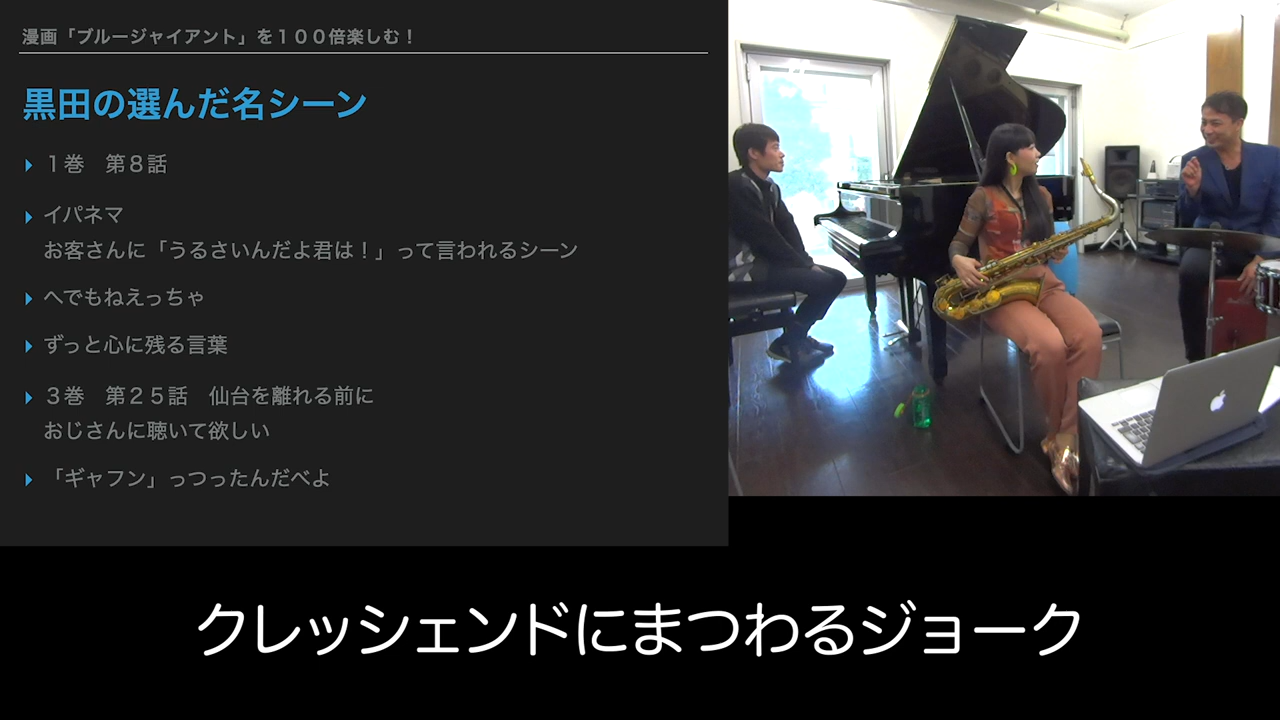 漫画「ブルージャイアント」を１００倍楽しむ！
黒田の選んだ名シーン
１巻　第８話
イパネマ
お客さんに「うるさいんだよ君は！」って言われるシーン
へでもねえっちゃ
ずっと心に残る言葉
３巻　第２５話　仙台を離れる前に
おじさんに聴いて欲しい
「ギャフン」っつったんだべよ
クレッシェンドにまつわるジョーク